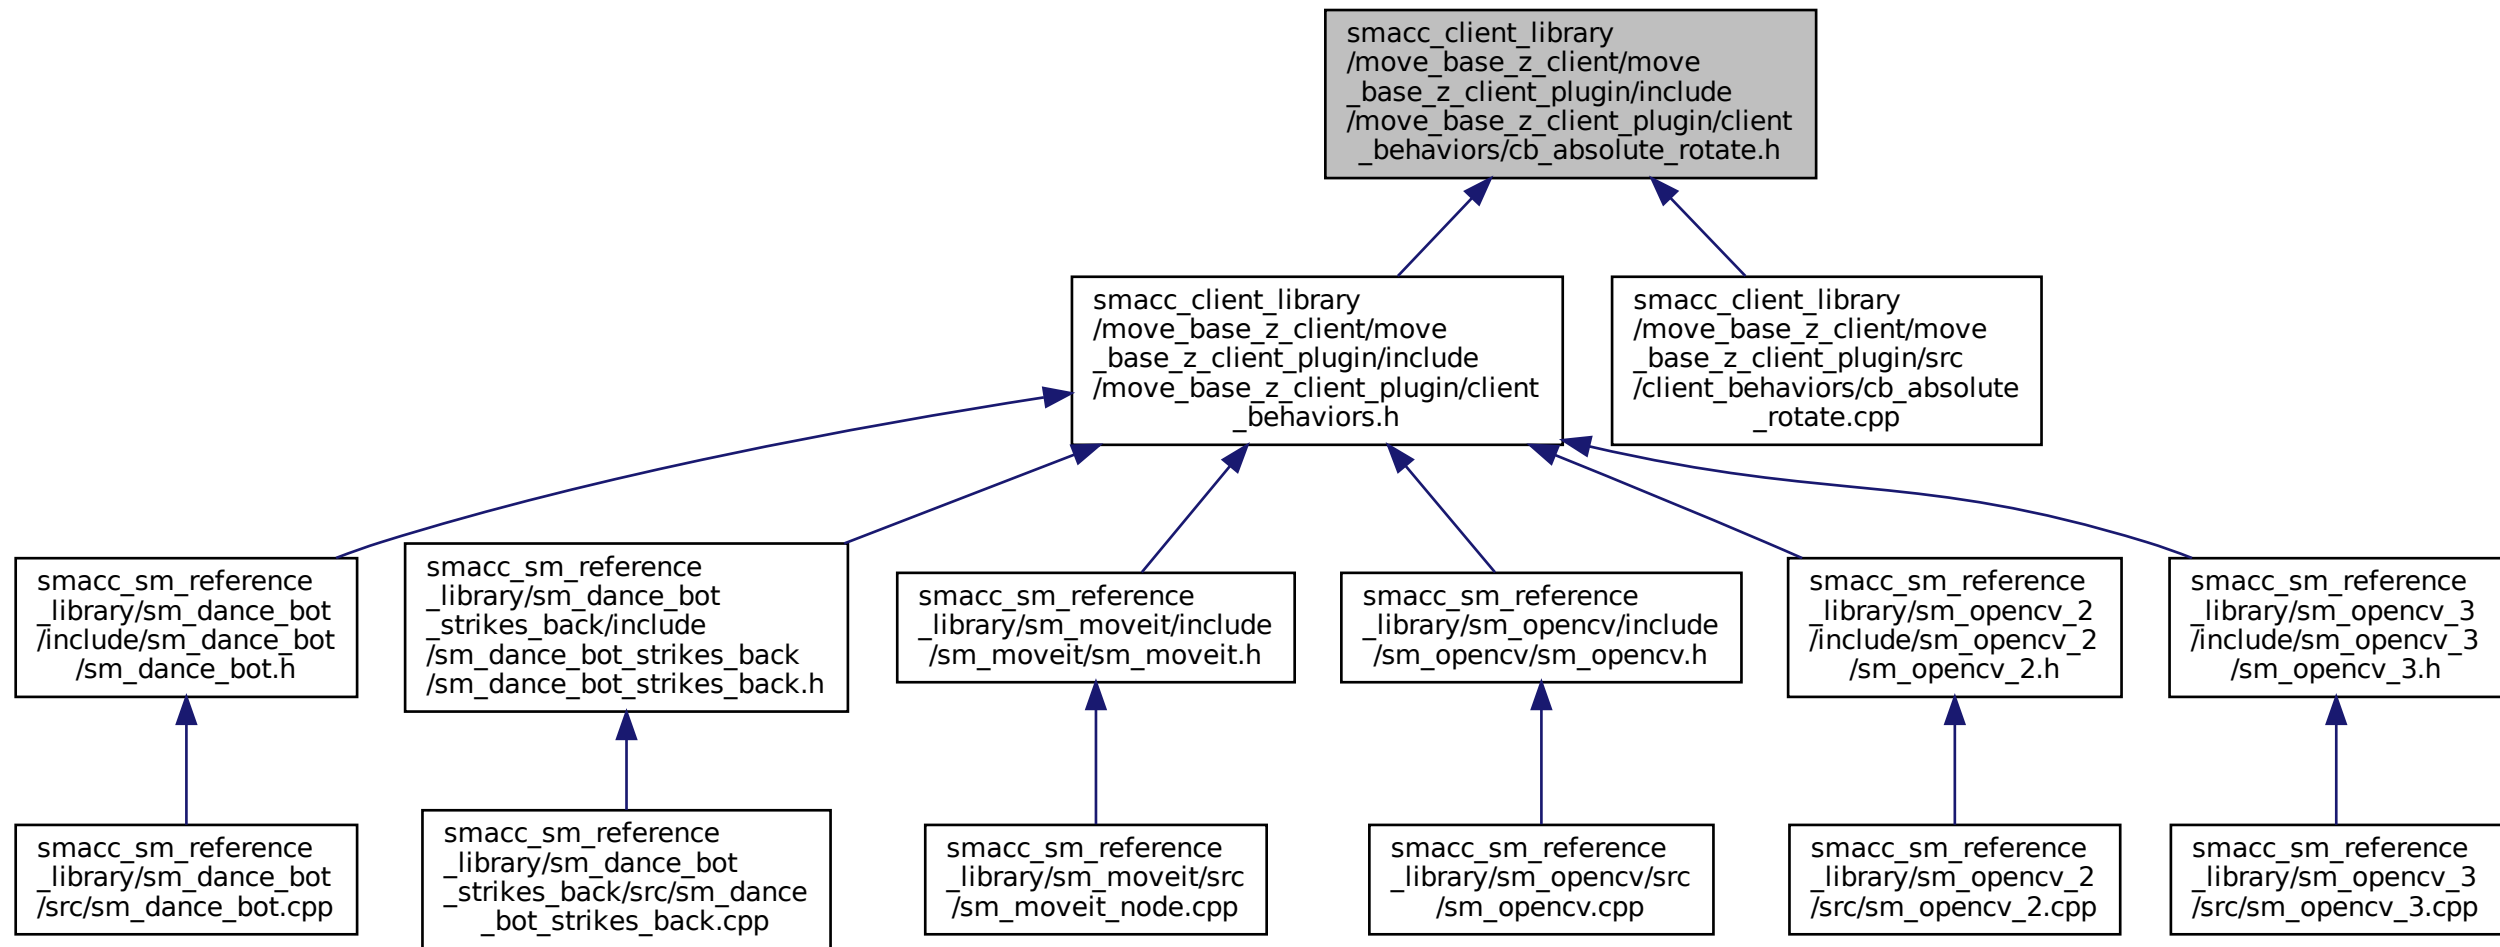 smacc_client_library
/move_base_z_client/move
_base_z_client_plugin/include
/move_base_z_client_plugin/client
_behaviors/cb_absolute_rotate.h
smacc_client_library
/move_base_z_client/move
_base_z_client_plugin/include
/move_base_z_client_plugin/client
_behaviors.h
smacc_client_library
/move_base_z_client/move
_base_z_client_plugin/src
/client_behaviors/cb_absolute
_rotate.cpp
smacc_sm_reference
_library/sm_dance_bot
/include/sm_dance_bot
/sm_dance_bot.h
smacc_sm_reference
_library/sm_dance_bot
_strikes_back/include
/sm_dance_bot_strikes_back
/sm_dance_bot_strikes_back.h
smacc_sm_reference
_library/sm_moveit/include
/sm_moveit/sm_moveit.h
smacc_sm_reference
_library/sm_opencv/include
/sm_opencv/sm_opencv.h
smacc_sm_reference
_library/sm_opencv_2
/include/sm_opencv_2
/sm_opencv_2.h
smacc_sm_reference
_library/sm_opencv_3
/include/sm_opencv_3
/sm_opencv_3.h
smacc_sm_reference
_library/sm_dance_bot
/src/sm_dance_bot.cpp
smacc_sm_reference
_library/sm_dance_bot
_strikes_back/src/sm_dance
_bot_strikes_back.cpp
smacc_sm_reference
_library/sm_moveit/src
/sm_moveit_node.cpp
smacc_sm_reference
_library/sm_opencv/src
/sm_opencv.cpp
smacc_sm_reference
_library/sm_opencv_2
/src/sm_opencv_2.cpp
smacc_sm_reference
_library/sm_opencv_3
/src/sm_opencv_3.cpp